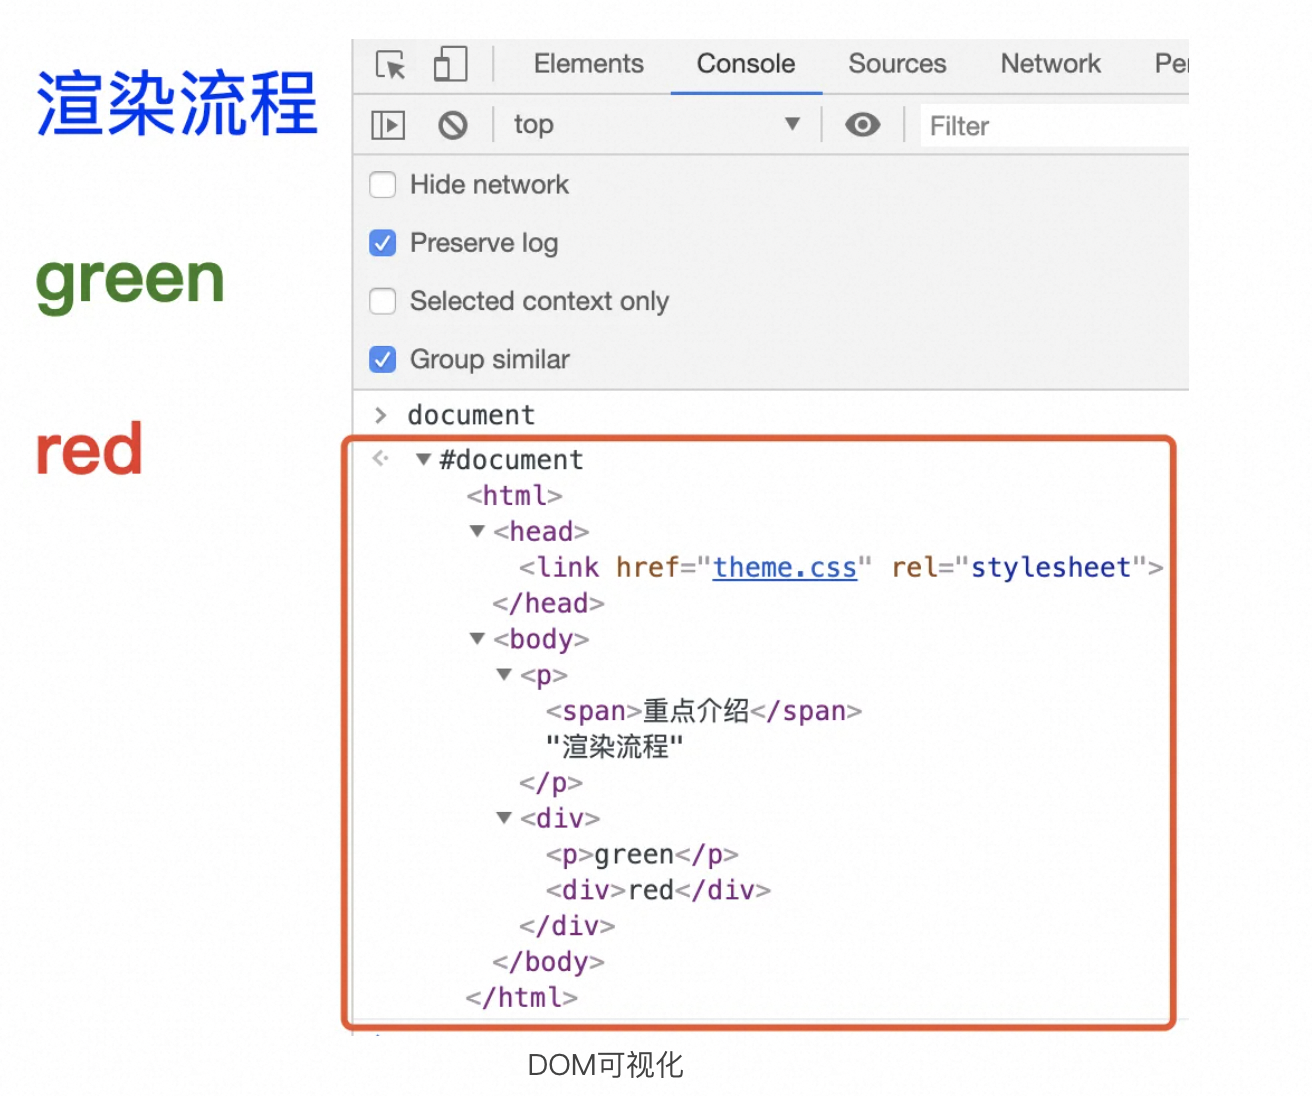 渲染流程
green
red
Elements Console Sources Network Per
top Filter
Hide network
Preserve log
Selected context only
Group similar
document
#document
<html>
<head>
<link href="theme.css" rel="stylesheet">
</head>
<body>
<p>
<span>重点介绍</span>
"渲染流程"
</p>
<div>
<p>green</p>
<div>red</div>
</div>
</body>
</html>
DOM可视化